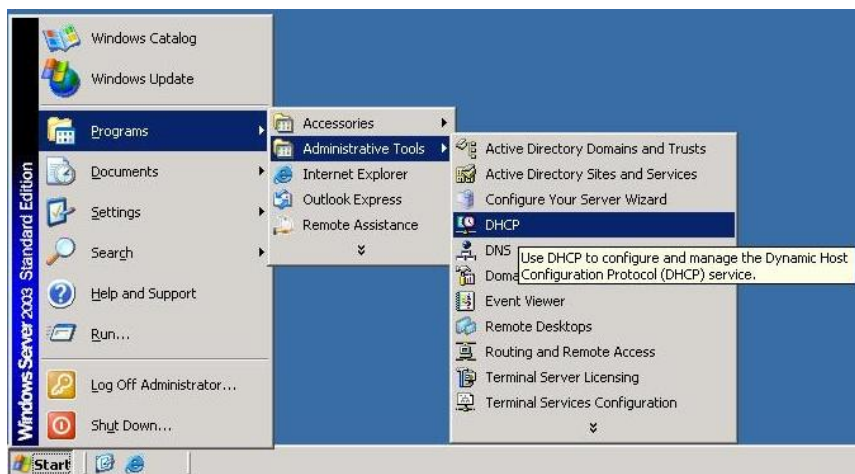 Windows Server 2003 Standard Edition
Windows Catalog
Windows Update
Programs
Documents
Settings
Search
Help and Support
Run...
Log Off Administrator...
Shut Down...
Accessories
Administrative Tools
Internet Explorer
Outlook Express
Remote Assistance
Active Directory Domains and Trusts
Active Directory Sites and Services
Configure Your Server Wizard
DHCP
DNS
Use DHCP to configure and manage the Dynamic Host
Configuration Protocol (DHCP) service.
Doma
Event Viewer
Remote Desktops
Routing and Remote Access
Terminal Server Licensing
Terminal Services Configuration
Start